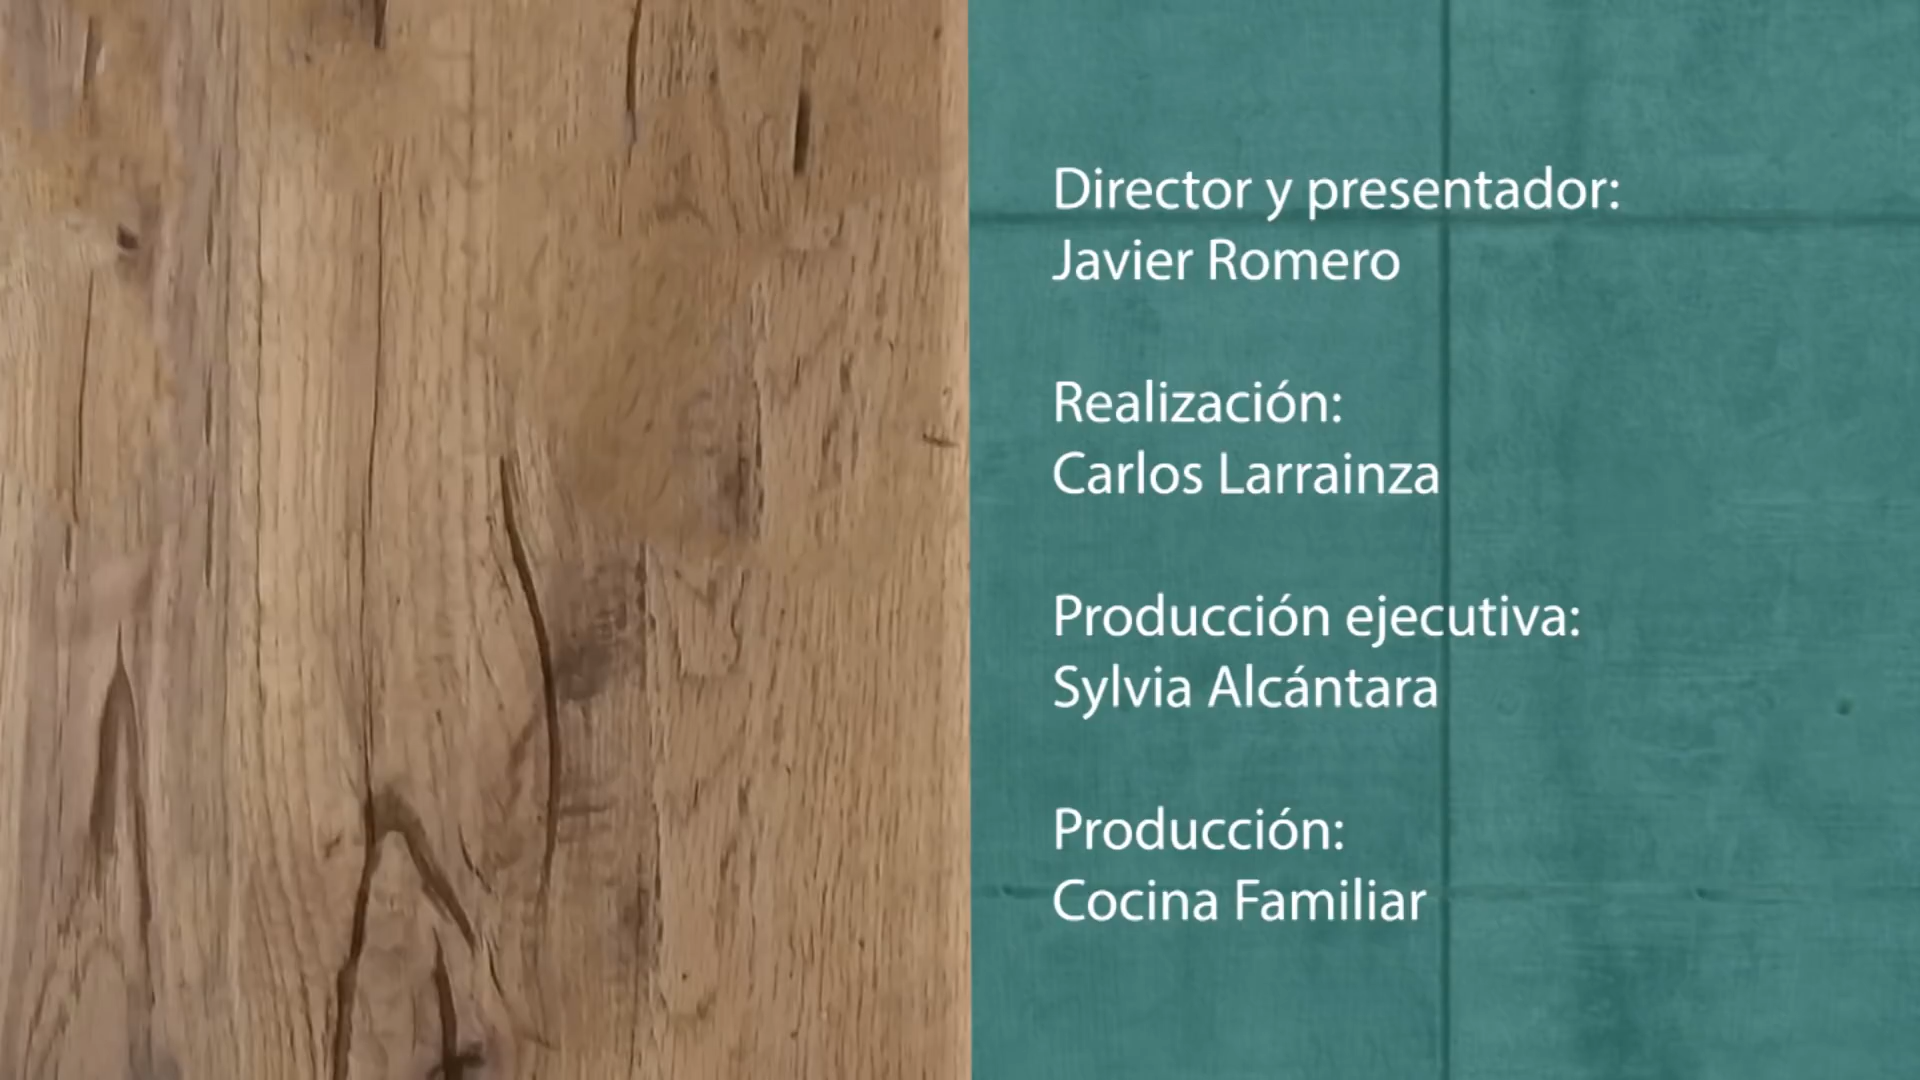 Director y presentador:
Javier Romero
Realización:
Carlos Larrainza
Producción ejecutiva:
Sylvia Alcántara
Producción:
Cocina Familiar